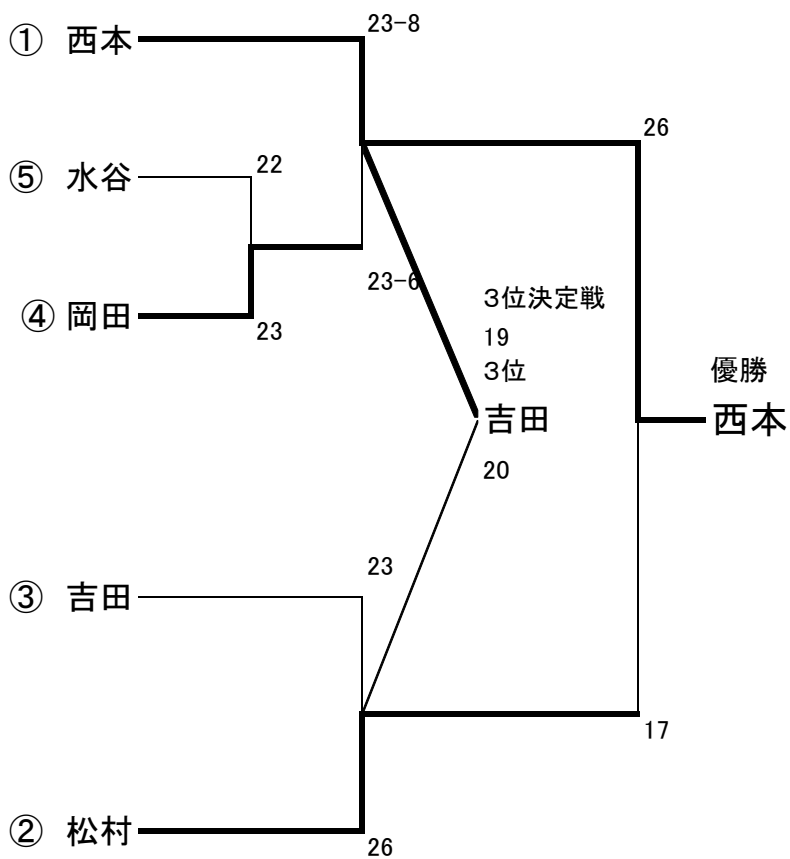 ① 西本
23-8
26
⑤ 水谷
22
23-6
３位決定戦
④ 岡田
23
19
３位
優勝
吉田
西本
20
23
③ 吉田
17
② 松村
26